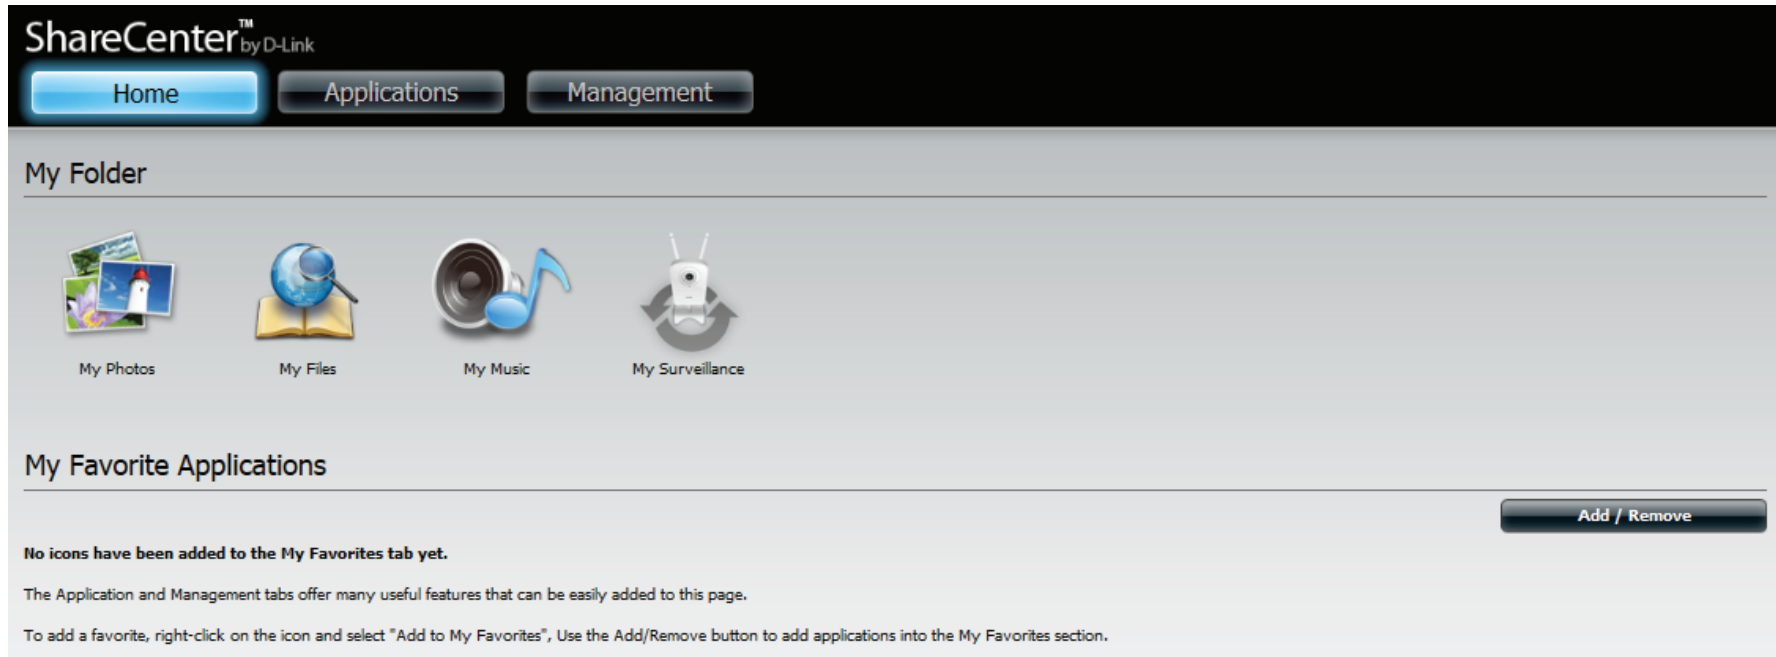 ShareCenter™ by D-Link
Home Applications Management
My Folder
My Photos My Files My Music My Surveillance
My Favorite Applications
Add / Remove
No icons have been added to the My Favorites tab yet.
The Application and Management tabs offer many useful features that can be easily added to this page.
To add a favorite, right-click on the icon and select "Add to My Favorites", Use the Add/Remove button to add applications into the My Favorites section.